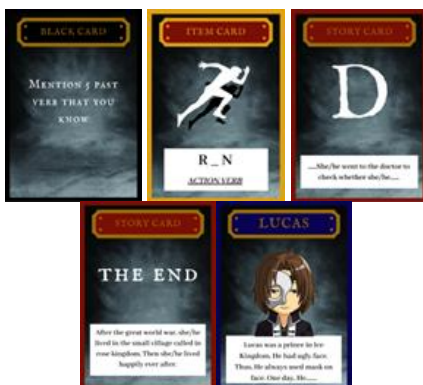 BLACK CARD
MENTION 5 PAST
VERB THAT YOU
KNOW
ITEM CARD
R _ N
ACTION VERB
STORY CARD
D
....She/he went to the doctor to
check whether she/he.....
STORY CARD
THE END
After the great world war, she/he
lived in the small village called in
rose kingdom. Then she/he lived
happily ever after.
LUCAS
Lucas was a prince in Ice
Kingdom. He had ugly face.
Thus, He always used mask on
face. One day, He......